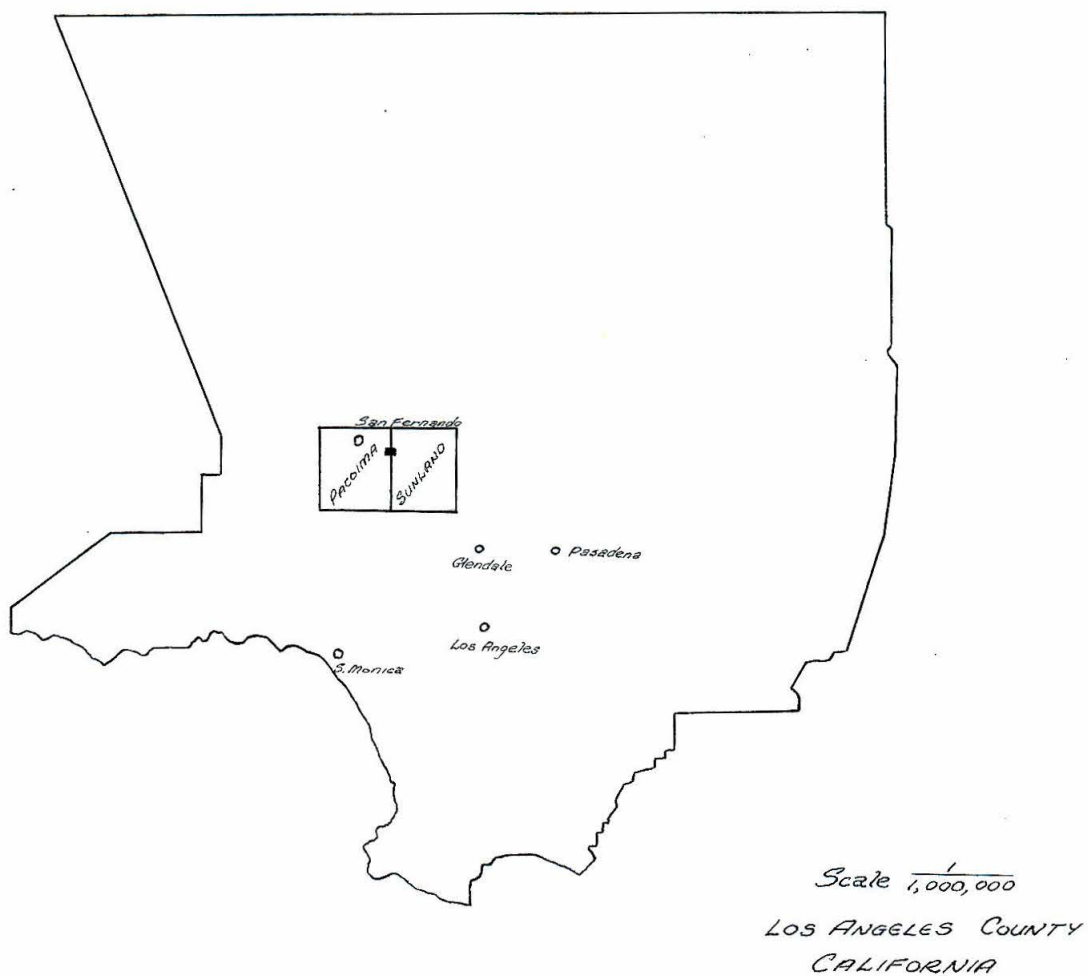 San Fernando
PACOIMA
SUNLAND
Glendale
Pasadena
Los Angeles
S. Monica
Scale 1/1,000,000
LOS ANGELES COUNTY
CALIFORNIA